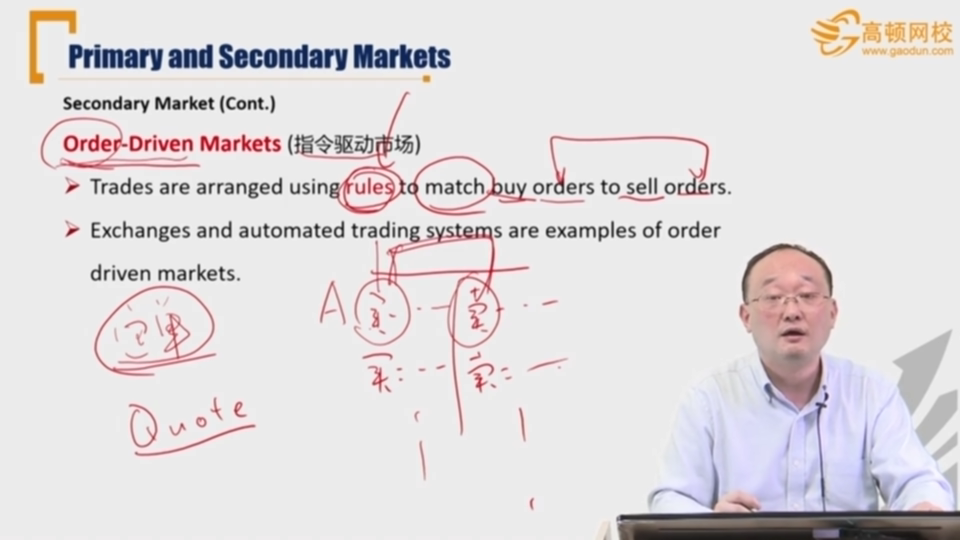 高顿网校
www.gaodun.com
Primary and Secondary Markets
Secondary Market (Cont.)
Order-Driven Markets (指令驱动市场)
➤ Trades are arranged using rules to match buy orders to sell orders.
➤ Exchanges and automated trading systems are examples of order
driven markets.
A 买 ... 卖 ...
买 = ... 卖 = ...
Quote